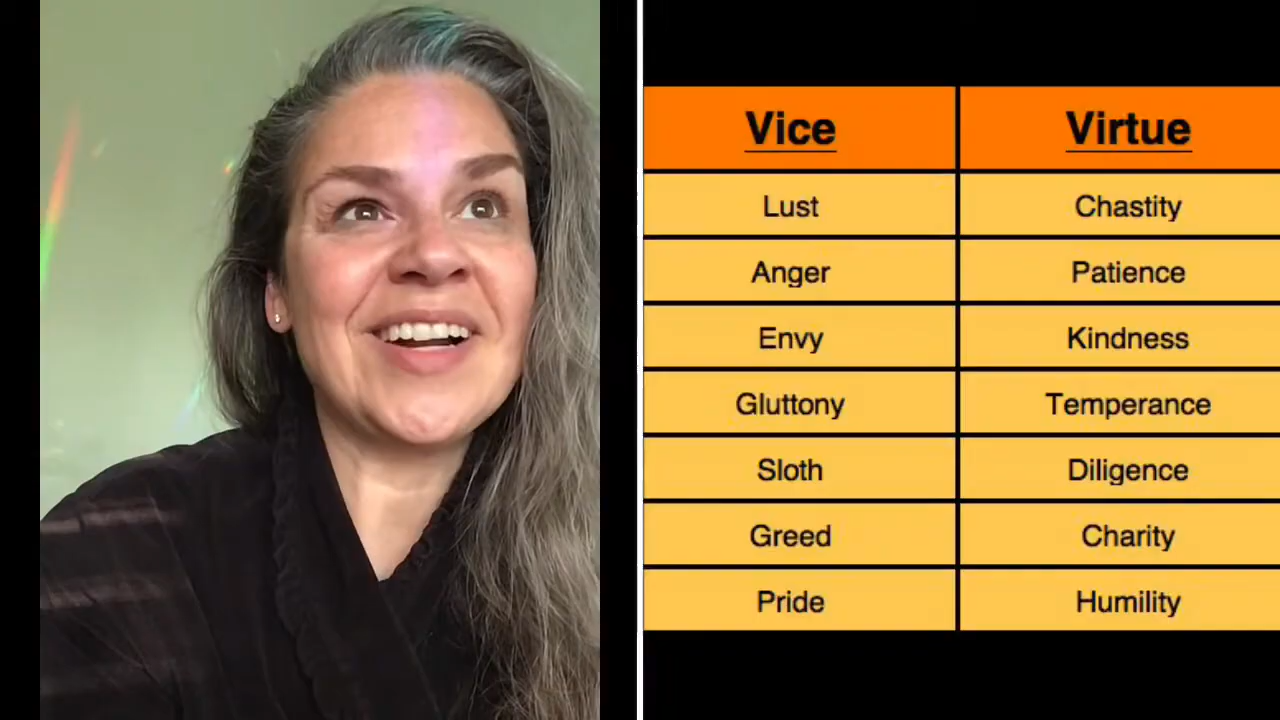 Vice Virtue
Lust Chastity
Anger Patience
Envy Kindness
Gluttony Temperance
Sloth Diligence
Greed Charity
Pride Humility